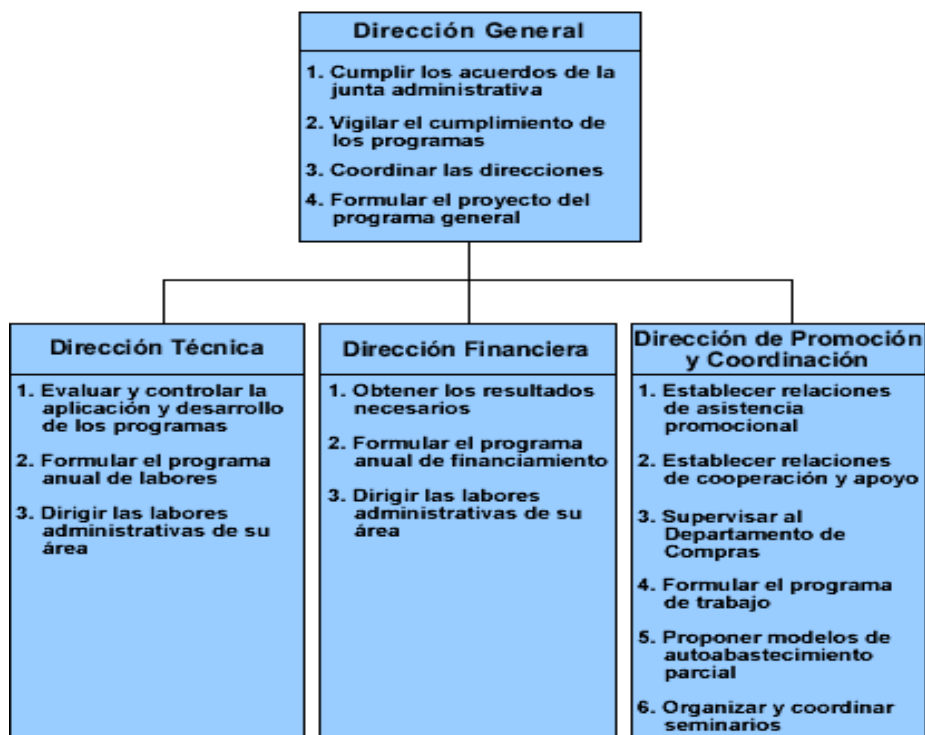 Dirección General
1. Cumplir los acuerdos de la
junta administrativa
2. Vigilar el cumplimiento de
los programas
3. Coordinar las direcciones
4. Formular el proyecto del
programa general
Dirección Técnica
1. Evaluar y controlar la
aplicación y desarrollo
de los programas
2. Formular el programa
anual de labores
3. Dirigir las labores
administrativas de su
área
Dirección Financiera
1. Obtener los resultados
necesarios
2. Formular el programa
anual de financiamiento
3. Dirigir las labores
administrativas de su
área
Dirección de Promoción
y Coordinación
1. Establecer relaciones
de asistencia
promocional
2. Establecer relaciones
de cooperación y apoyo
3. Supervisar al
Departamento de
Compras
4. Formular el programa
de trabajo
5. Proponer modelos de
autoabastecimiento
parcial
6. Organizar y coordinar
seminarios